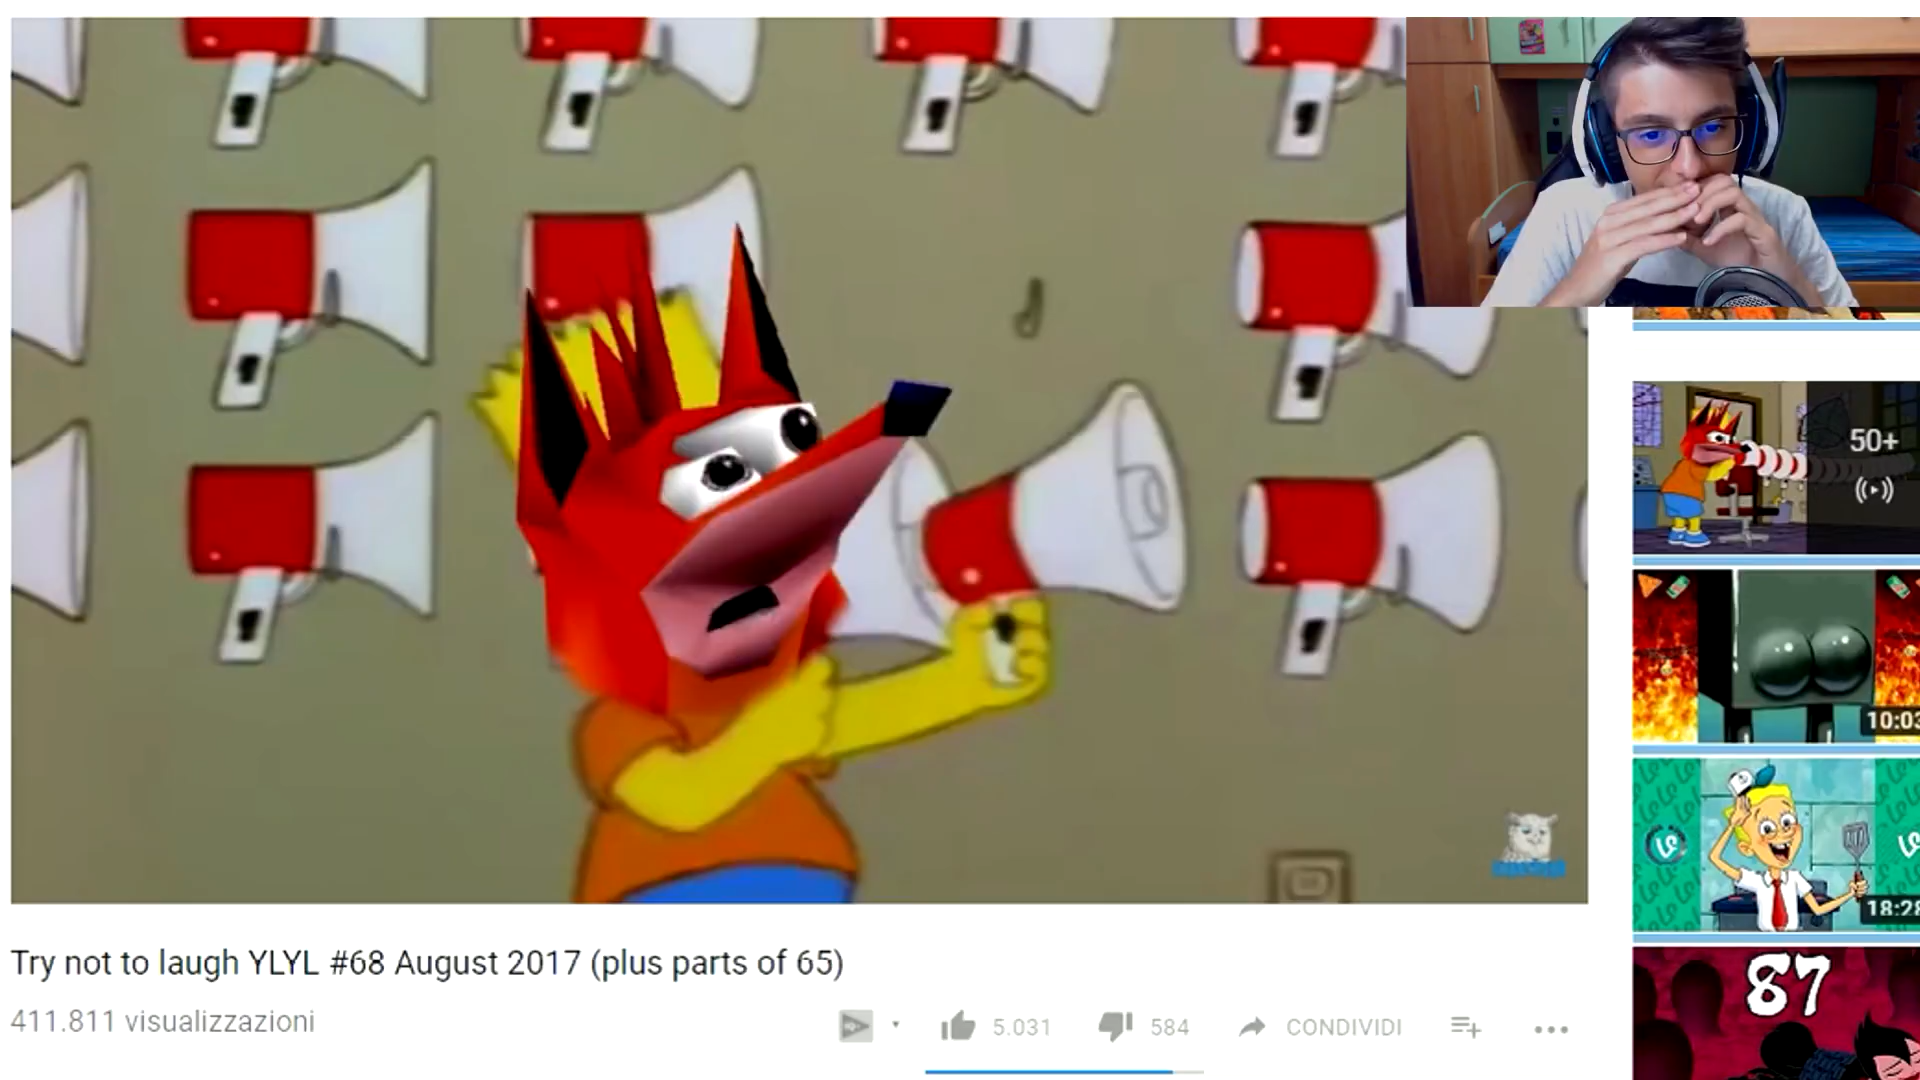 50+
10:03
18:28
87
Try not to laugh YLYL #68 August 2017 (plus parts of 65)
411.811 visualizzazioni
5.031
584
CONDIVIDI